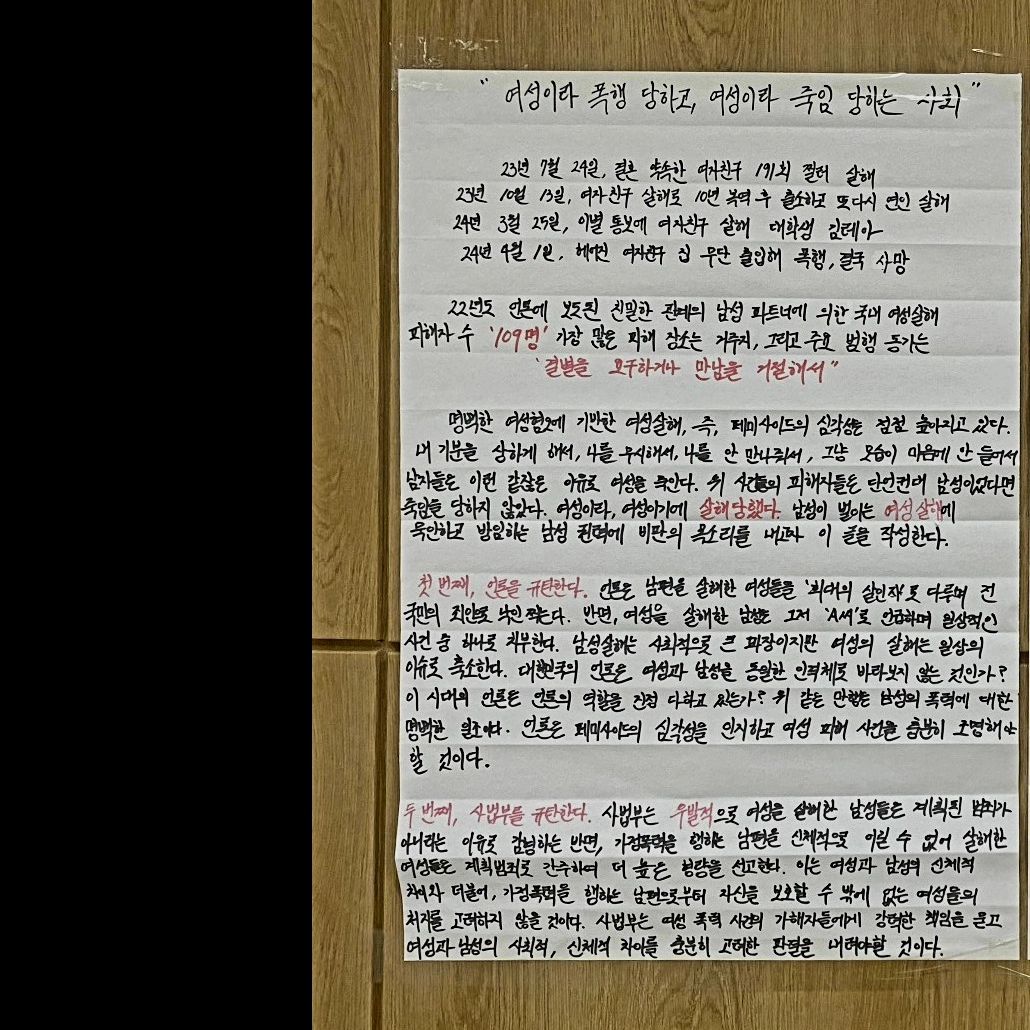 " 여성이라 폭행 당하고, 여성이라 죽임 당하는 사회 "
23년 7월 24일, 결혼 약속한 여자친구 191회 찔러 살해
23년 10월 13일, 여자친구 살해로 10년 복역 후 출소하고 또다시 연인 살해
24년 3월 25일, 이별 통보에 여자친구 살해 대학생 김레아
24년 4월 1일, 헤어진 여자친구 집 무단 출입해 폭행, 결국 사망
22년도 언론에 보도된 친밀한 관계의 남성 파트너에 의한 국내 여성살해
피해자 수 '109명' 가장 많은 피해 장소는 거주지, 그리고 주요 범행 동기는
"결별을 요구하거나 만남을 거절해서"
명백한 여성혐오에 기반한 여성살해, 즉, 페미사이드의 심각성은 점점 높아지고 있다.
내 기분을 상하게 해서, 나를 무시해서, 나를 안 만나줘서, 그냥 모습이 마음에 안 들어서
남자들은 이런 같잖은 이유로 여성을 죽인다. 위 사건들의 피해자들은 단언컨대 남성이었다면
죽임을 당하지 않았다. 여성이라, 여성이기에 살해당했다. 남성이 벌이는 여성살해에
묵인하고 방임하는 남성 권력에 비판의 목소리를 내고자 이 글을 작성한다.
첫번째, 언론을 규탄한다. 언론은 남편을 살해한 여성들을 '희대의 살인자'로 다루며 전
국민의 죄인으로 낙인 찍는다. 반면, 여성을 살해한 남성은 그저 'A씨'로 언급하며 일상적인
사건 중 하나로 치부한다. 남성살해는 사회적으로 큰 파장이지만 여성의 살해는 일상의
이슈로 축소한다. 대한민국의 언론은 여성과 남성을 동일한 인격체로 바라보지 않는 것인가?
이 시대의 언론은 언론의 역할을 진정 다하고 있는가? 위 같은 만행은 남성의 폭력에 대한
명백한 일조이다. 언론은 페미사이드의 심각성을 인지하고 여성 피해 사건을 충분히 조명해야
할 것이다.
두번째, 사법부를 규탄한다. 사법부는 우발적으로 여성을 살해한 남성들은 계획된 범죄가
아니라는 이유로 감형하는 반면, 가정폭력을 행하는 남편을 신체적으로 이길 수 없어 살해한
여성들은 계획범죄로 간주하여 더 높은 형량을 선고한다. 이는 여성과 남성의 신체적
차이와 더불어, 가정폭력을 행하는 남편으로부터 자신을 보호할 수 밖에 없는 여성들의
처지를 고려하지 않을 것이다. 사법부는 여성 폭력 사건의 가해자들에게 강력한 책임을 묻고
여성과 남성의 사회적, 신체적 차이를 충분히 고려한 판결을 내려야할 것이다.